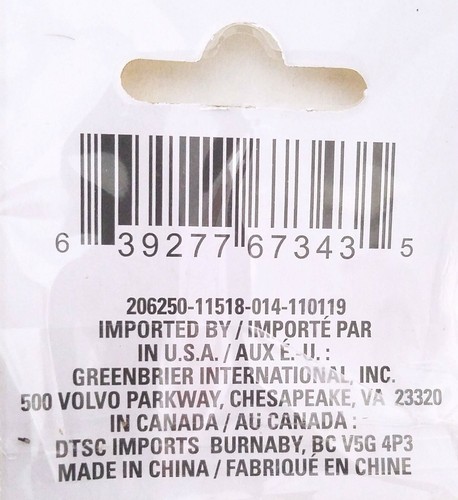 6 39277 67343 5
206250-11518-014-110119
IMPORTED BY / IMPORTÉ PAR
IN U.S.A. / AUX É.-U. :
GREENBRIER INTERNATIONAL, INC.
500 VOLVO PARKWAY, CHESAPEAKE, VA 23320
IN CANADA / AU CANADA :
DTSC IMPORTS BURNABY, BC V5G 4P3
MADE IN CHINA / FABRIQUÉ EN CHINE